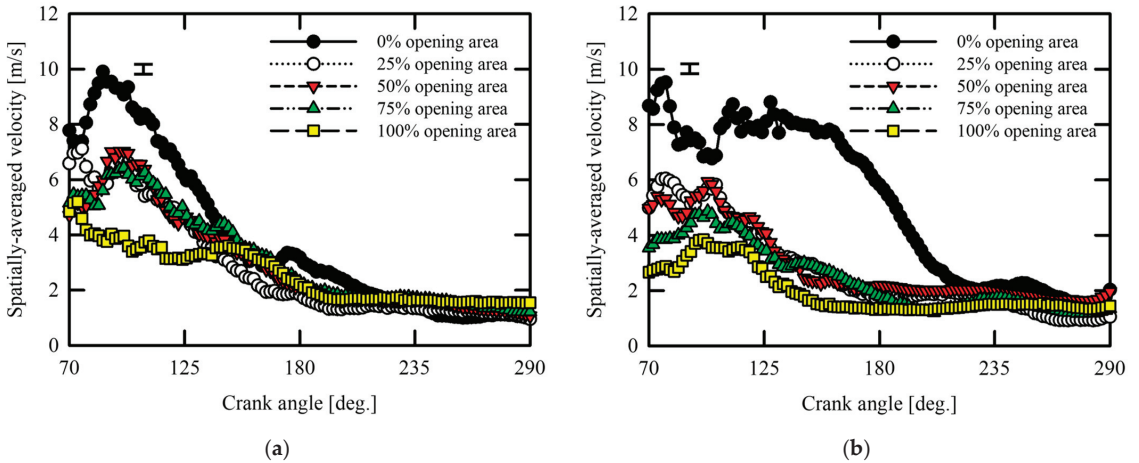 12
10
8
6
4
2
0
Spatially-averaged velocity [m/s]
0% opening area
25% opening area
50% opening area
75% opening area
100% opening area
70 125 180 235 290
Crank angle [deg.]
(a)
12
10
8
6
4
2
0
Spatially-averaged velocity [m/s]
0% opening area
25% opening area
50% opening area
75% opening area
100% opening area
70 125 180 235 290
Crank angle [deg.]
(b)